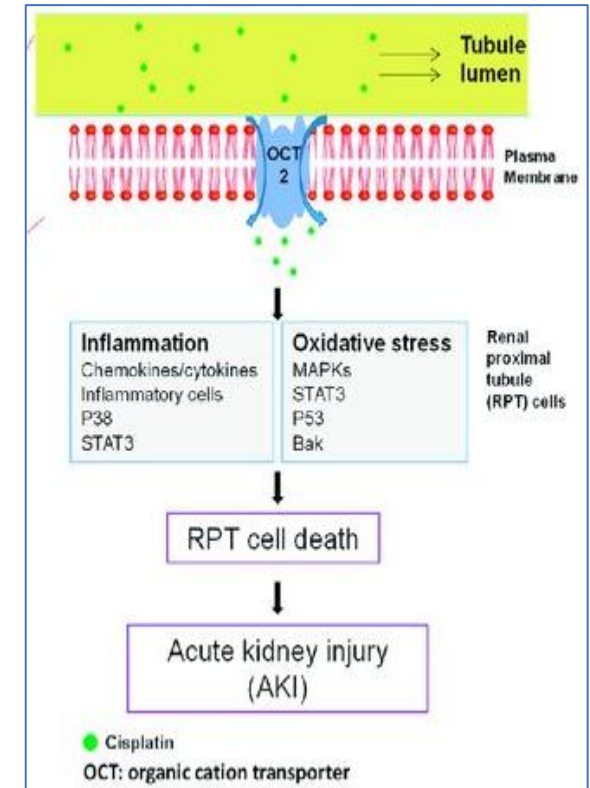 Tubule
lumen
OCT
2
Plasma
Membrane
Inflammation
Chemokines/cytokines
Inflammatory cells
P38
STAT3
Oxidative stress
MAPKs
STAT3
P53
Bak
Renal
proximal
tubule
(RPT) cells
RPT cell death
Acute kidney injury
(AKI)
Cisplatin
OCT: organic cation transporter